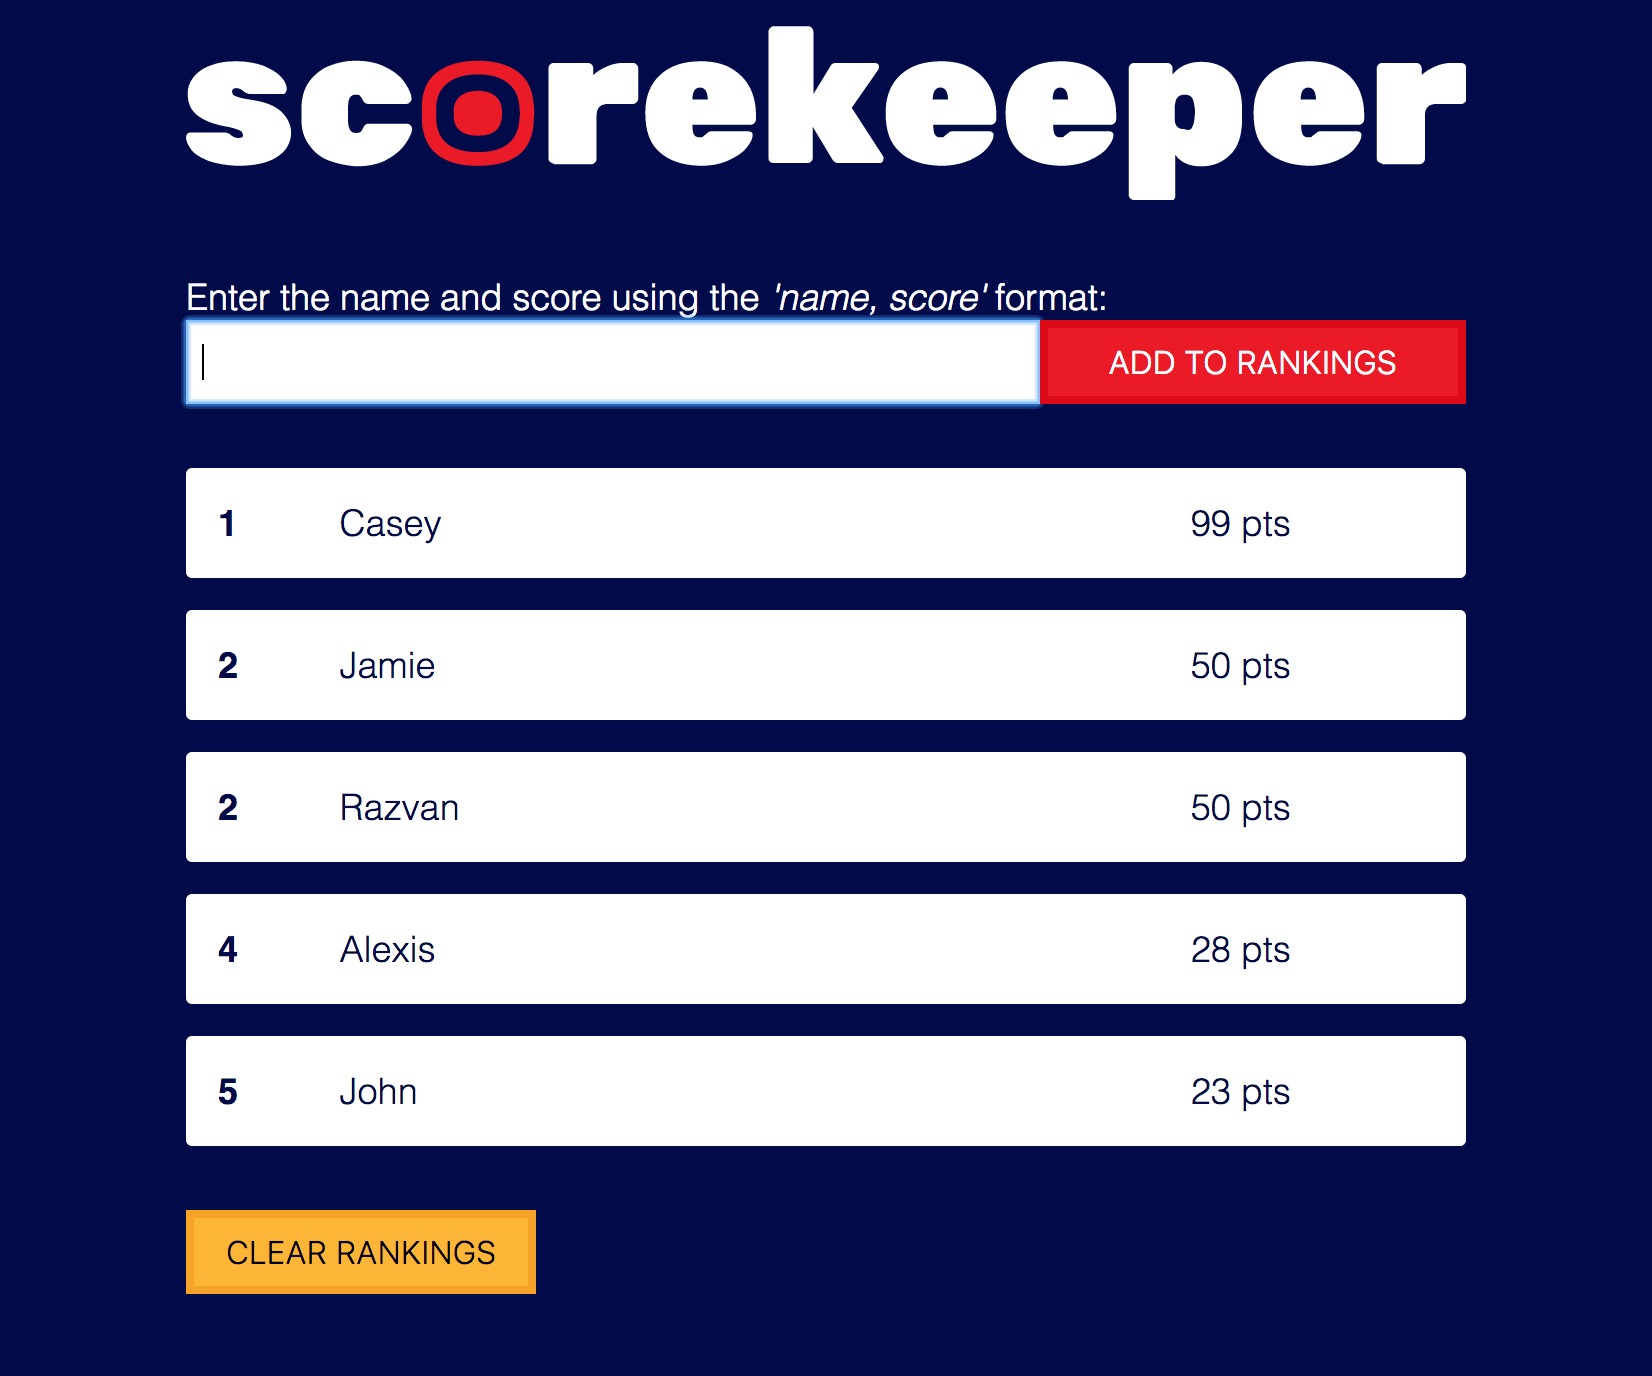 scorekeeper
Enter the name and score using the 'name, score' format:
ADD TO RANKINGS
1 Casey 99 pts
2 Jamie 50 pts
2 Razvan 50 pts
4 Alexis 28 pts
5 John 23 pts
CLEAR RANKINGS